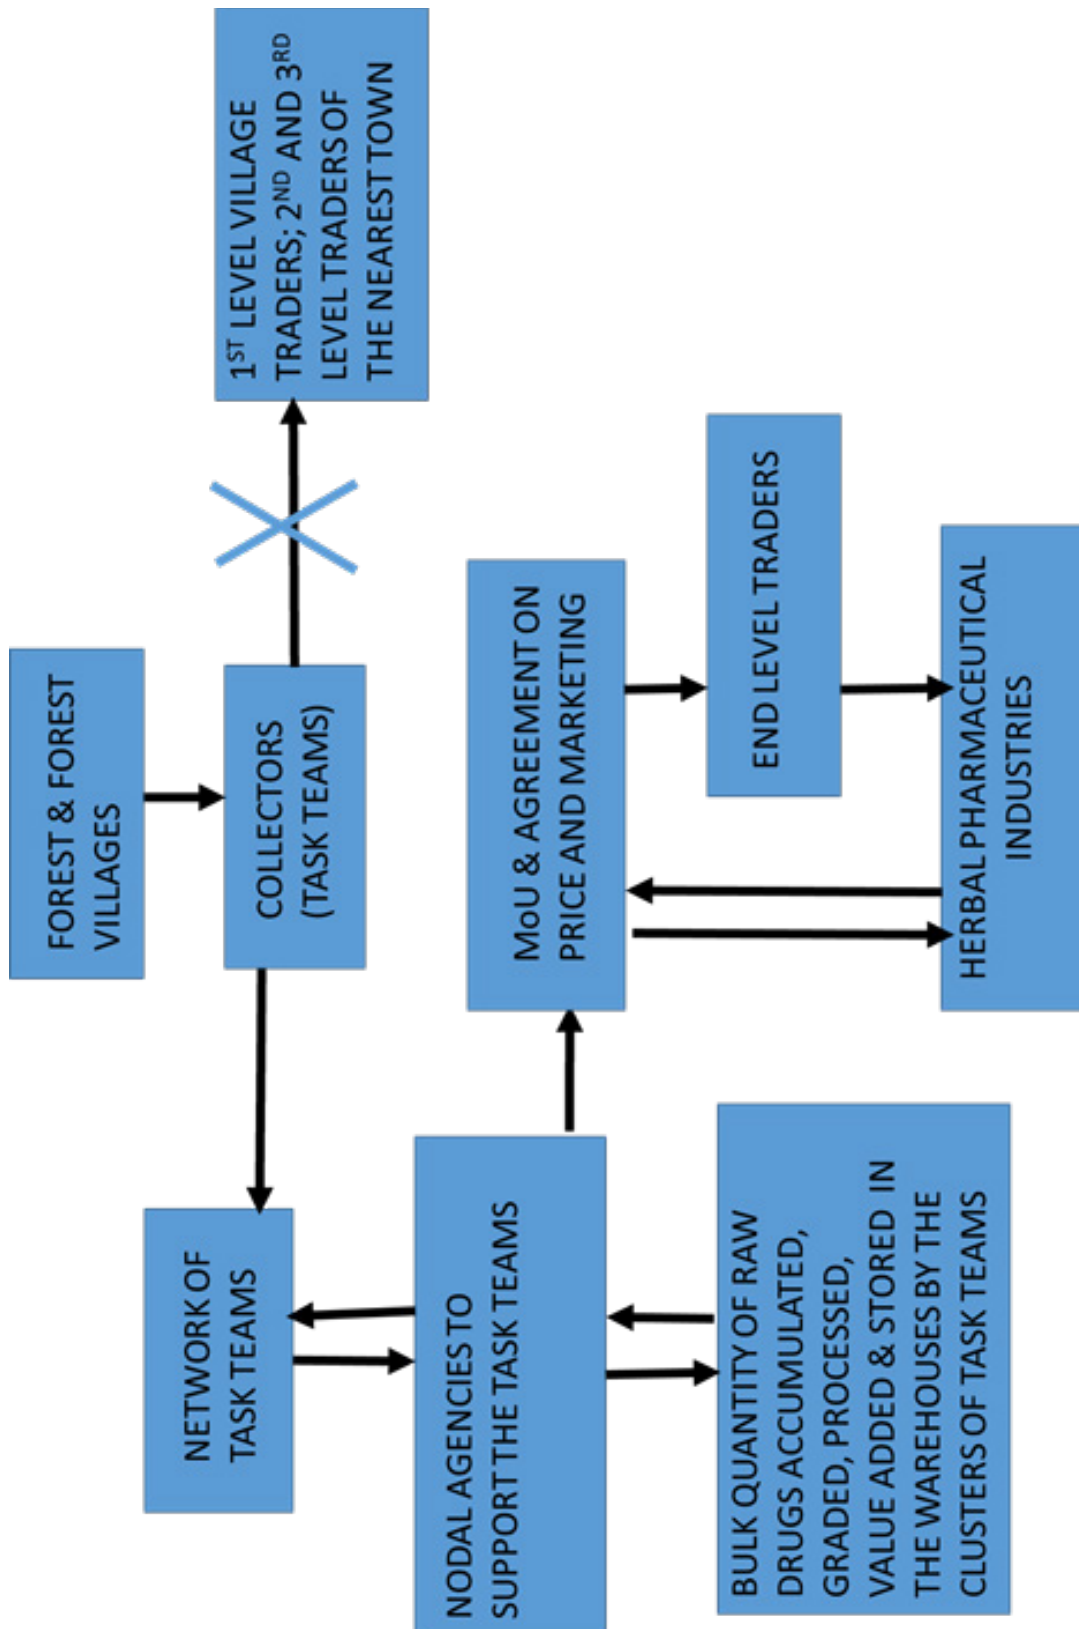 FOREST & FOREST
VILLAGES
COLLECTORS
(TASK TEAMS)
1ST LEVEL VILLAGE
TRADERS; 2ND AND 3RD
LEVEL TRADERS OF
THE NEAREST TOWN
NETWORK OF
TASK TEAMS
NODAL AGENCIES TO
SUPPORT THE TASK TEAMS
BULK QUANTITY OF RAW
DRUGS ACCUMULATED,
GRADED, PROCESSED,
VALUE ADDED & STORED IN
THE WAREHOUSES BY THE
CLUSTERS OF TASK TEAMS
MoU & AGREEMENT ON
PRICE AND MARKETING
END LEVEL TRADERS
HERBAL PHARMACEUTICAL
INDUSTRIES